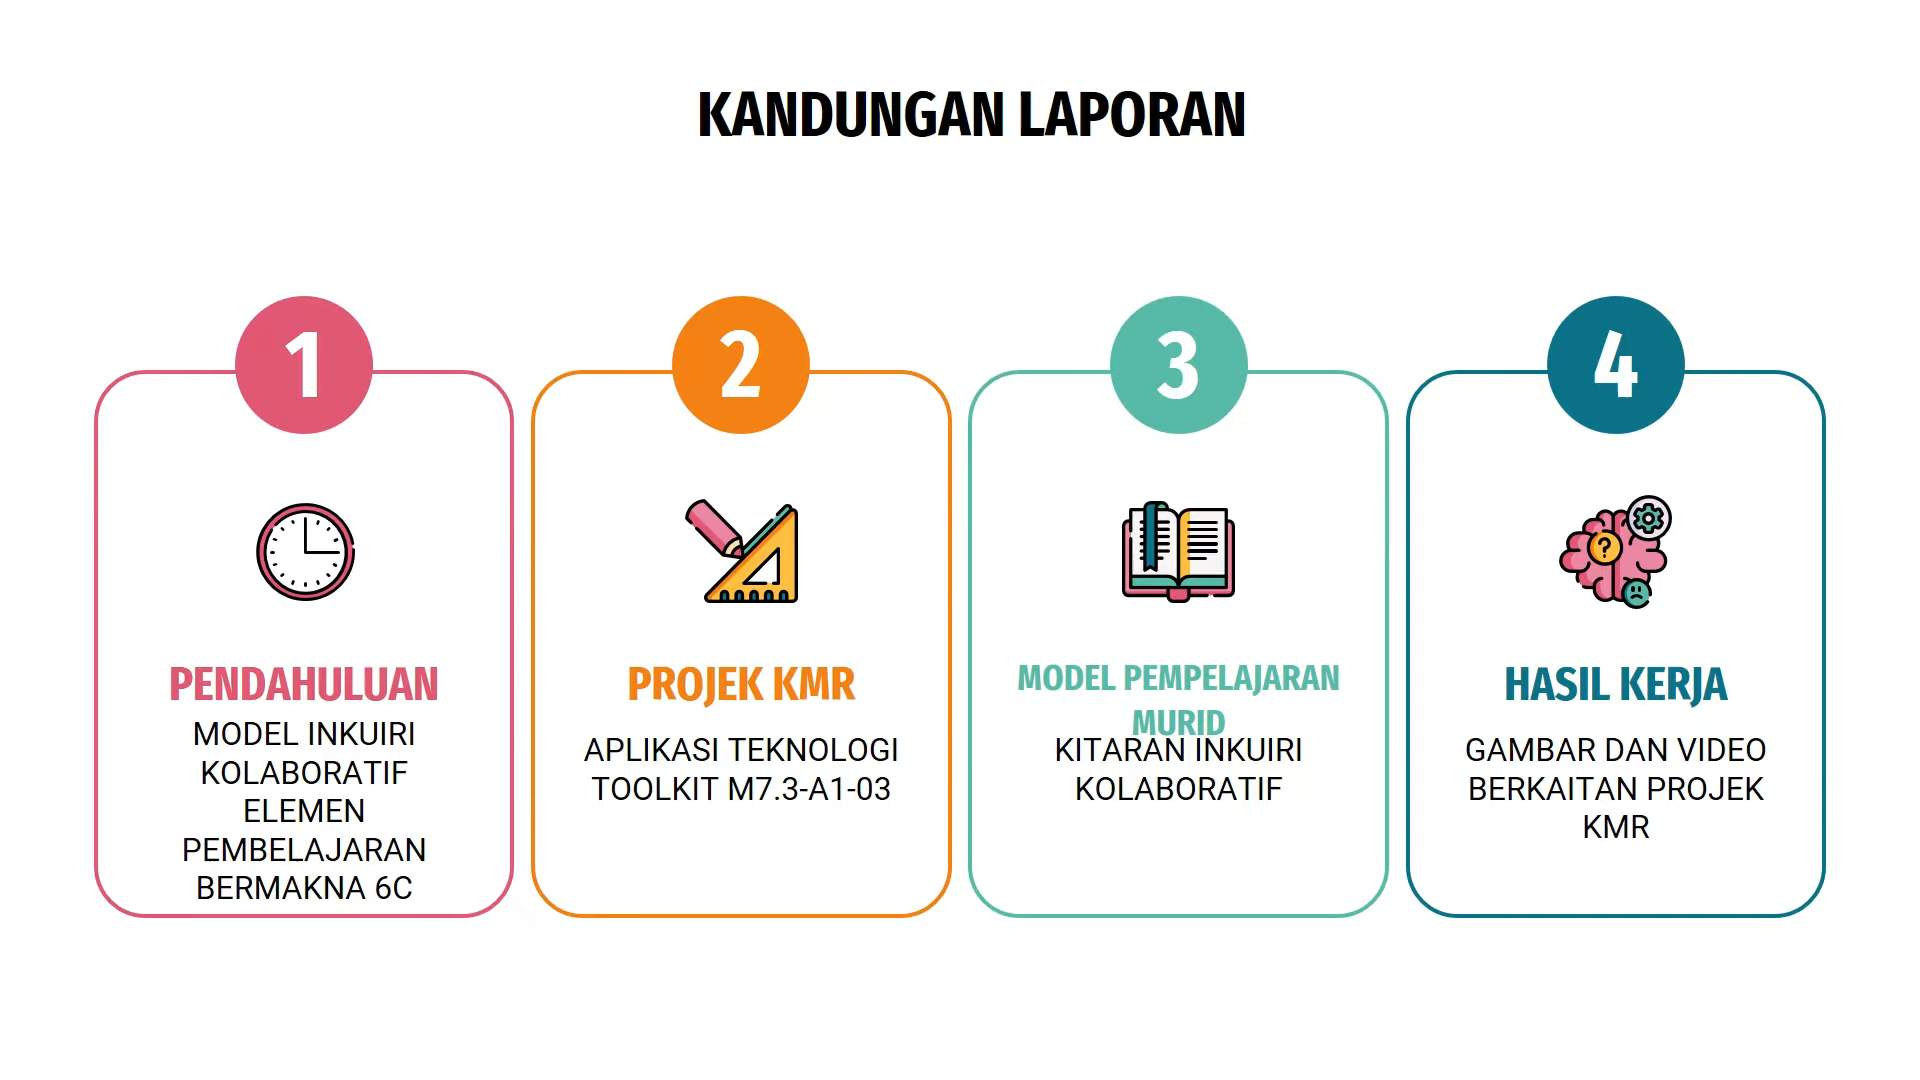 KANDUNGAN LAPORAN
1
PENDAHULUAN
MODEL INKUIRI
KOLABORATIF
ELEMEN
PEMBELAJARAN
BERMAKNA 6C
2
PROJEK KMR
APLIKASI TEKNOLOGI
TOOLKIT M7.3-A1-03
3
MODEL PEMPELAJARAN
MURID
KITARAN INKUIRI
KOLABORATIF
4
?
HASIL KERJA
GAMBAR DAN VIDEO
BERKAITAN PROJEK
KMR